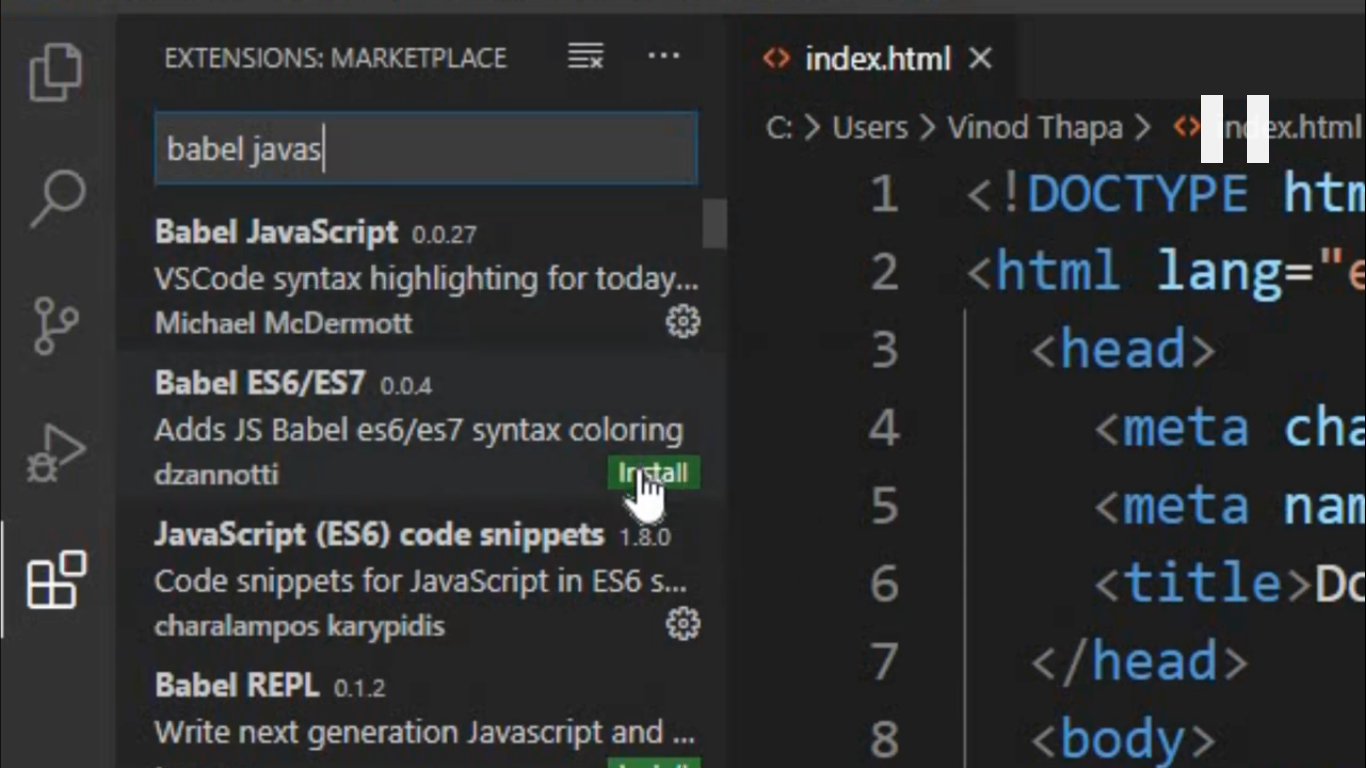 EXTENSIONS: MARKETPLACE
babel javas
Babel JavaScript 0.0.27
VSCode syntax highlighting for today...
Michael McDermott
Babel ES6/ES7 0.0.4
Adds JS Babel es6/es7 syntax coloring
dzannotti
Install
JavaScript (ES6) code snippets 1.8.0
Code snippets for JavaScript in ES6 s...
charalampos karypidis
Babel REPL 0.1.2
Write next generation Javascript and ...
index.html
C: > Users > Vinod Thapa > index.html
1 <!DOCTYPE htm
2 <html lang="e
3 <head>
4 <meta cha
5 <meta nam
6 <title>Do
7 </head>
8 <body>